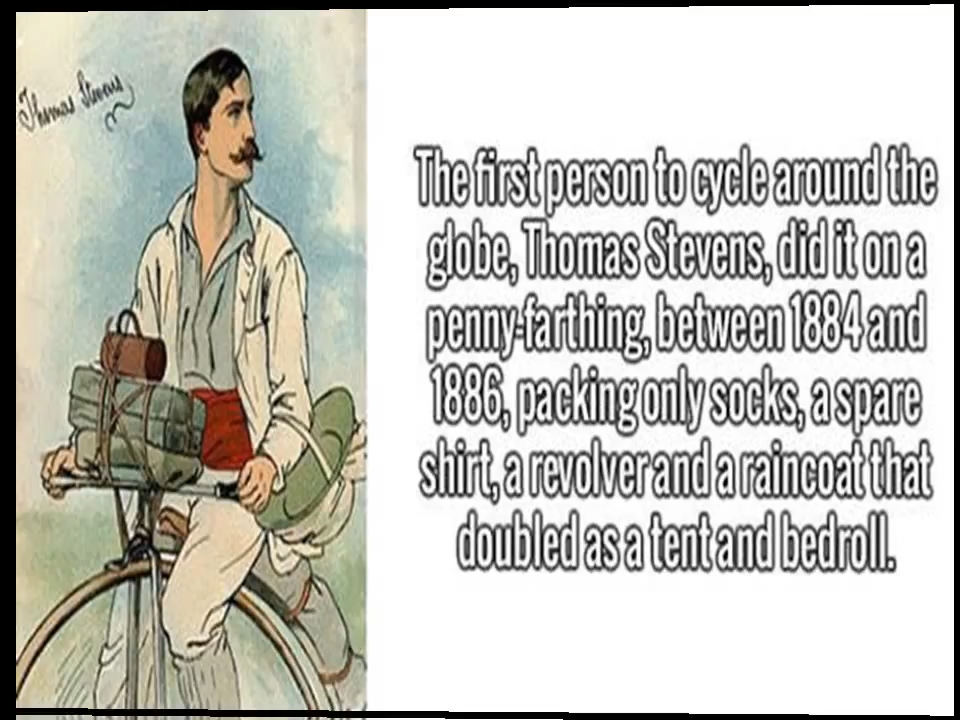 Thomas Stevens
The first person to cycle around the
globe, Thomas Stevens, did it on a
penny-farthing, between 1884 and
1886, packing only socks, a spare
shirt, a revolver and a raincoat that
doubled as a tent and bedroll.